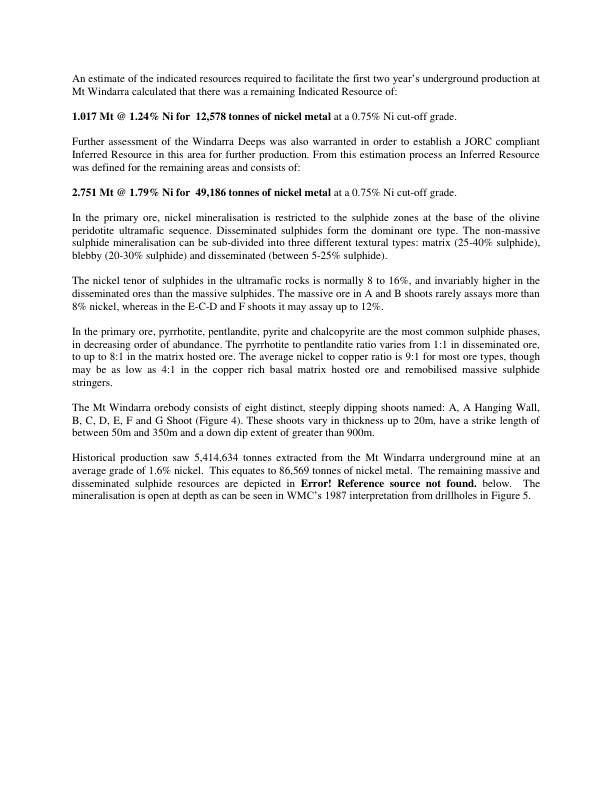 An estimate of the indicated resources required to facilitate the first two year's underground production at
Mt Windarra calculated that there was a remaining Indicated Resource of:
1.017 Mt @ 1.24% Ni for  12,578 tonnes of nickel metal at a 0.75% Ni cut-off grade.
Further assessment of the Windarra Deeps was also warranted in order to establish a JORC compliant
Inferred Resource in this area for further production. From this estimation process an Inferred Resource
was defined for the remaining areas and consists of:
2.751 Mt @ 1.79% Ni for  49,186 tonnes of nickel metal at a 0.75% Ni cut-off grade.
In the primary ore, nickel mineralisation is restricted to the sulphide zones at the base of the olivine
peridotite ultramafic sequence. Disseminated sulphides form the dominant ore type. The non-massive
sulphide mineralisation can be sub-divided into three different textural types: matrix (25-40% sulphide),
blebby (20-30% sulphide) and disseminated (between 5-25% sulphide).
The nickel tenor of sulphides in the ultramafic rocks is normally 8 to 16%, and invariably higher in the
disseminated ores than the massive sulphides. The massive ore in A and B shoots rarely assays more than
8% nickel, whereas in the E-C-D and F shoots it may assay up to 12%.
In the primary ore, pyrrhotite, pentlandite, pyrite and chalcopyrite are the most common sulphide phases,
in decreasing order of abundance. The pyrrhotite to pentlandite ratio varies from 1:1 in disseminated ore,
to up to 8:1 in the matrix hosted ore. The average nickel to copper ratio is 9:1 for most ore types, though
may be as low as 4:1 in the copper rich basal matrix hosted ore and remobilised massive sulphide
stringers.
The Mt Windarra orebody consists of eight distinct, steeply dipping shoots named: A, A Hanging Wall,
B, C, D, E, F and G Shoot (Figure 4). These shoots vary in thickness up to 20m, have a strike length of
between 50m and 350m and a down dip extent of greater than 900m.
Historical production saw 5,414,634 tonnes extracted from the Mt Windarra underground mine at an
average grade of 1.6% nickel.  This equates to 86,569 tonnes of nickel metal.  The remaining massive and
disseminated sulphide resources are depicted in Error! Reference source not found. below.  The
mineralisation is open at depth as can be seen in WMC's 1987 interpretation from drillholes in Figure 5.